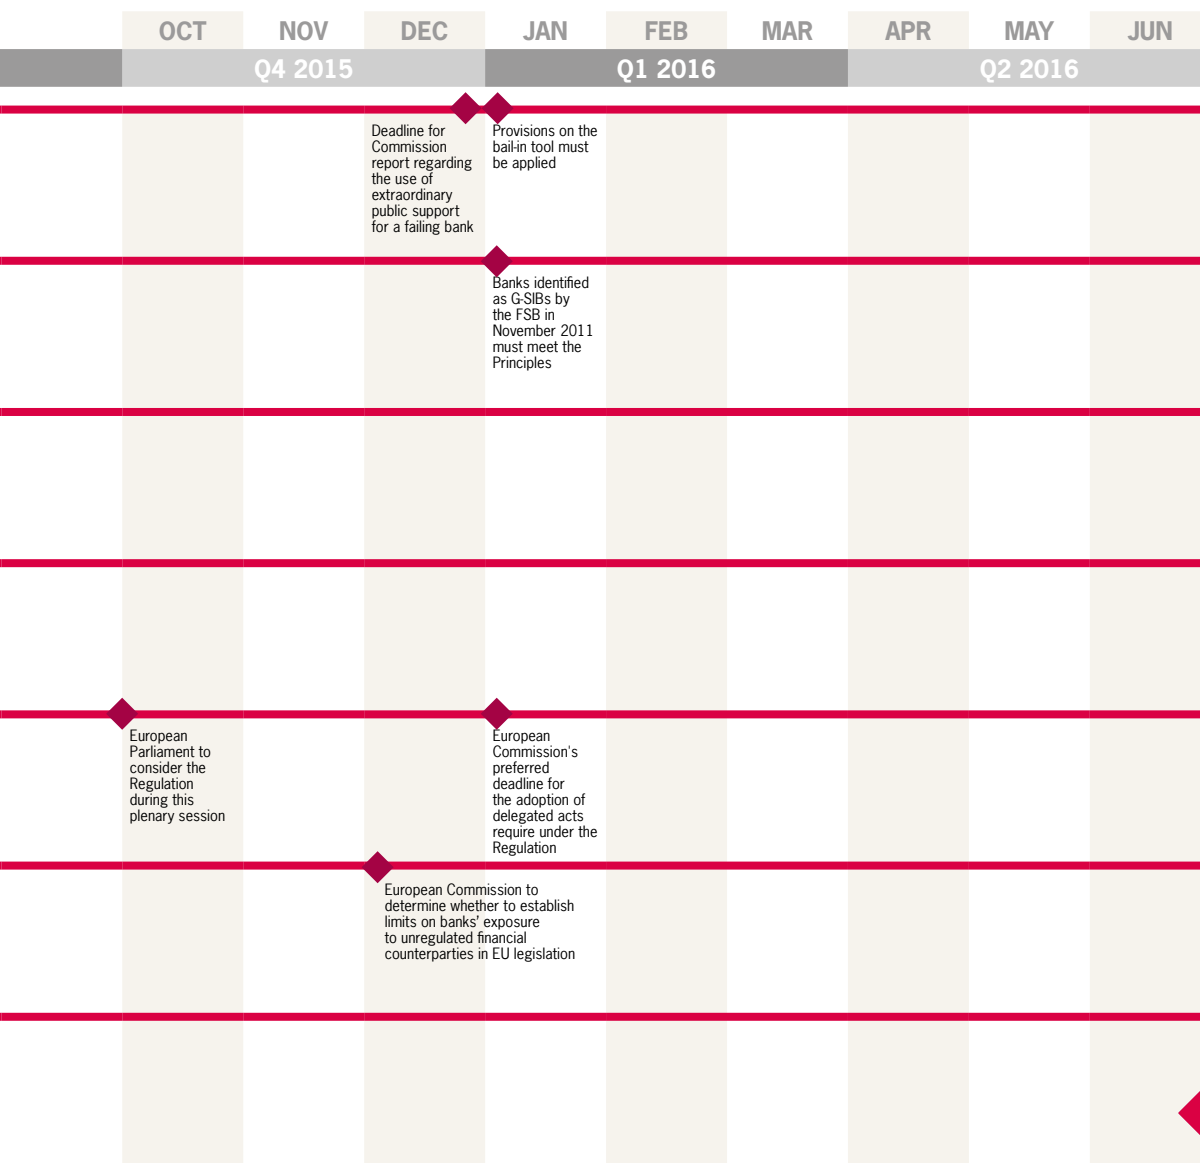 OCT NOV DEC JAN FEB MAR APR MAY JUN
Q4 2015 Q1 2016 Q2 2016
Deadline for
Commission
report regarding
the use of
extraordinary
public support
for a failing bank
Provisions on the
bail-in tool must
be applied
Banks identified
as G-SIBs by
the FSB in
November 2011
must meet the
Principles
European
Parliament to
consider the
Regulation
during this
plenary session
European
Commission's
preferred
deadline for
the adoption of
delegated acts
require under the
Regulation
European Commission to
determine whether to establish
limits on banks’ exposure
to unregulated financial
counterparties in EU legislation